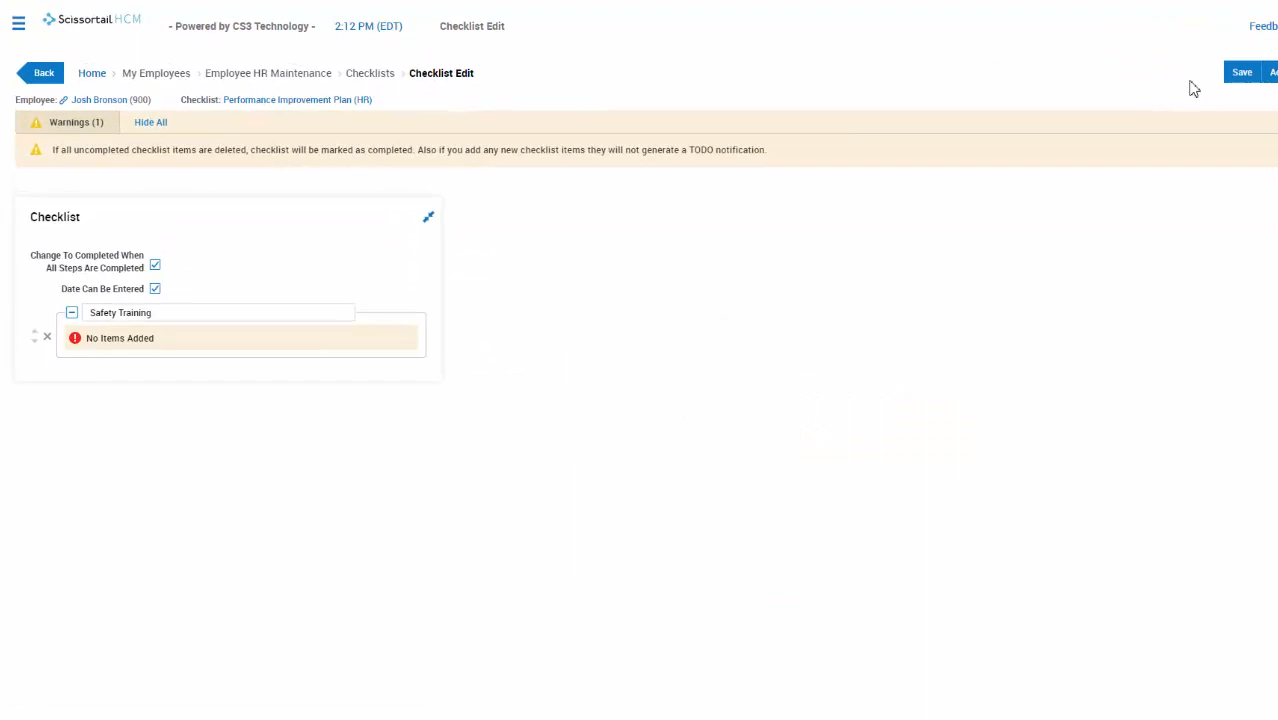 Scissortail HCM
- Powered by CS3 Technology - 2:12 PM (EDT) Checklist Edit
Back Home > My Employees > Employee HR Maintenance > Checklists > Checklist Edit
Save
Employee: Josh Bronson (900) Checklist: Performance Improvement Plan (HR)
Warnings (1) Hide All
If all uncompleted checklist items are deleted, checklist will be marked as completed. Also if you add any new checklist items they will not generate a TODO notification.
Checklist
Change To Completed When
All Steps Are Completed
Date Can Be Entered
Safety Training
No Items Added